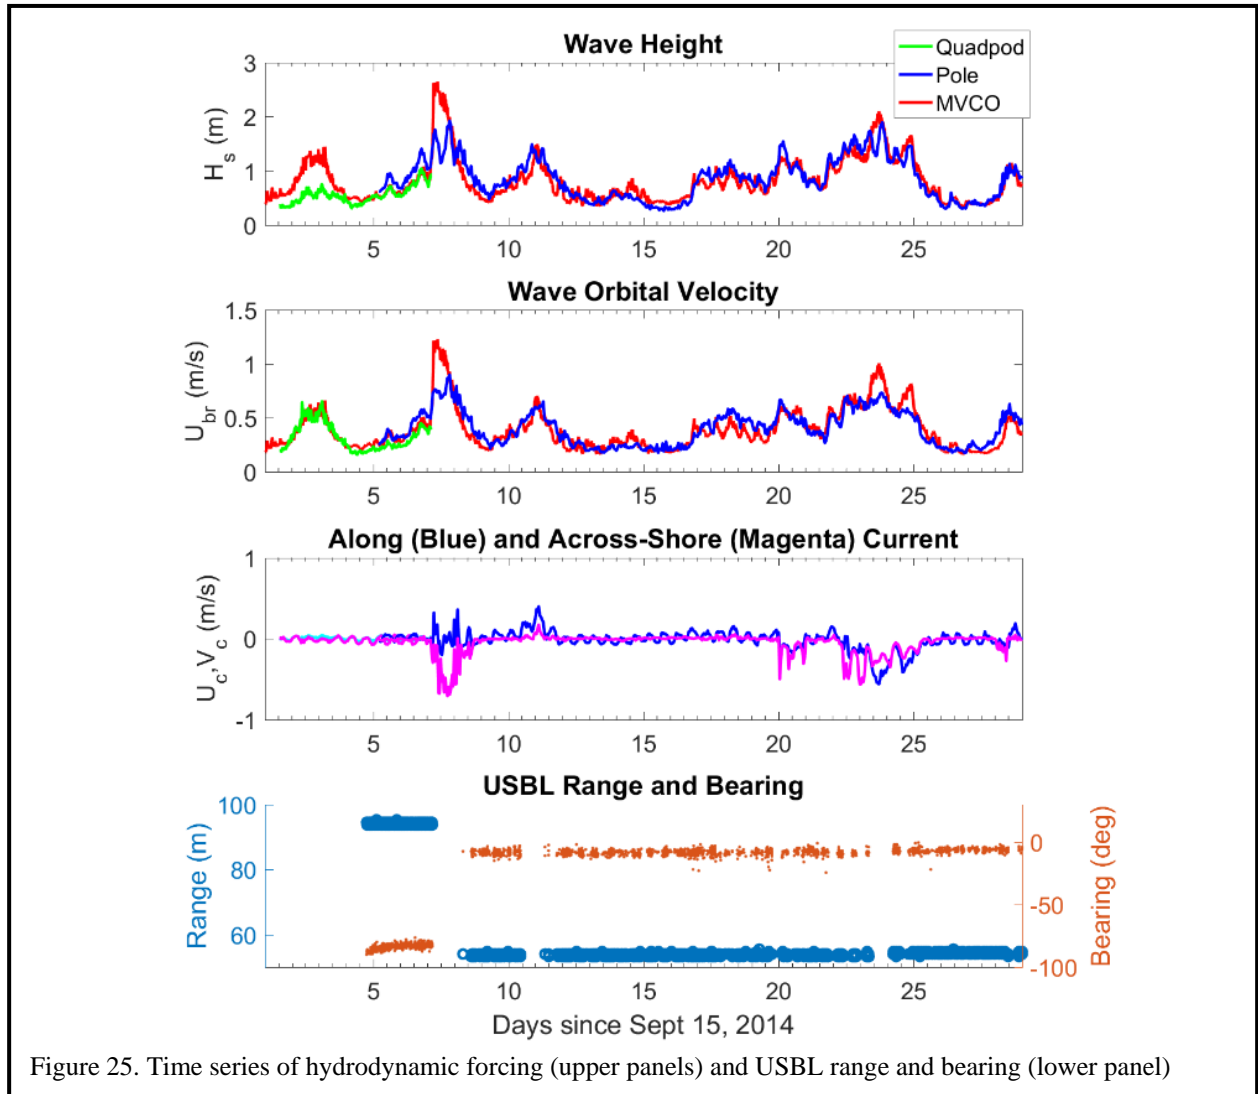 Wave Height
Quadpod
Pole
MVCO
H_s (m)
3
2
1
0
5 10 15 20 25
Wave Orbital Velocity
U_br (m/s)
1.5
1
0.5
0
5 10 15 20 25
Along (Blue) and Across-Shore (Magenta) Current
U_c,V_c (m/s)
1
0
-1
5 10 15 20 25
USBL Range and Bearing
Range (m)
100
80
60
0
-50
-100
Bearing (deg)
5 10 15 20 25
Days since Sept 15, 2014
Figure 25. Time series of hydrodynamic forcing (upper panels) and USBL range and bearing (lower panel)